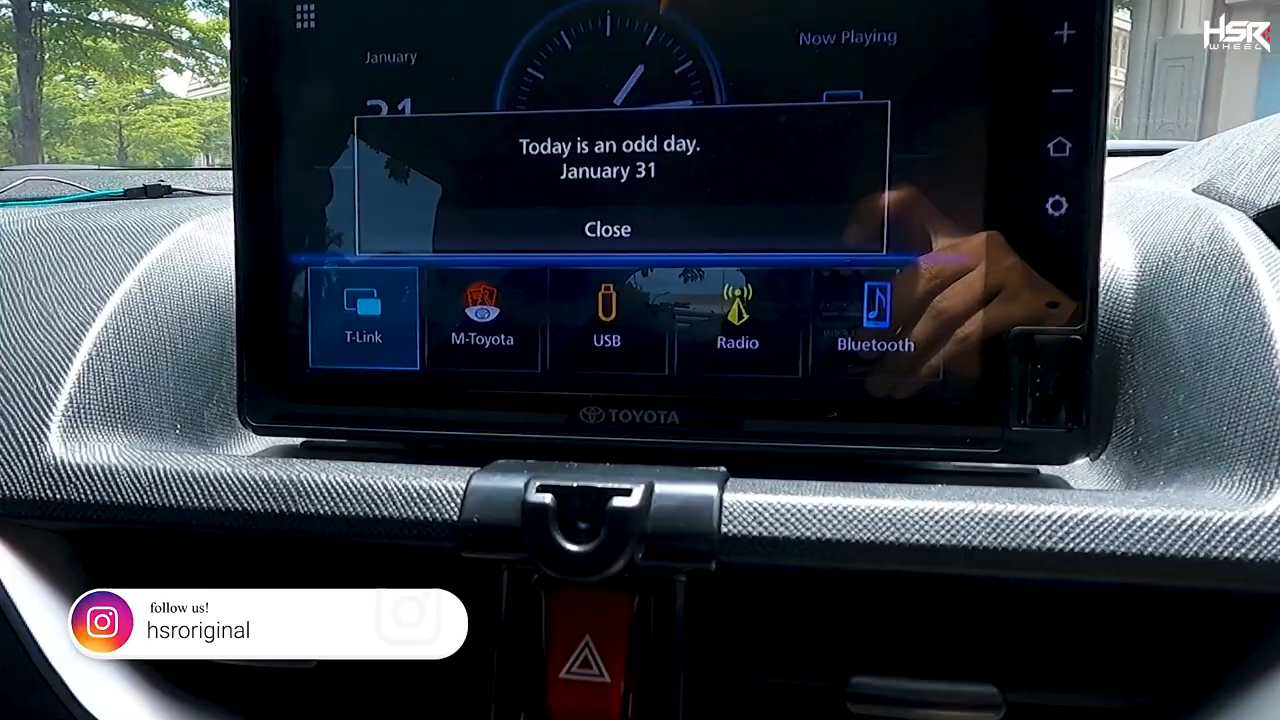 HSR
WHEEL
January
Now Playing
31
Today is an odd day.
January 31
Close
T-Link
M-Toyota
USB
Radio
Bluetooth
TOYOTA
follow us!
hsroriginal